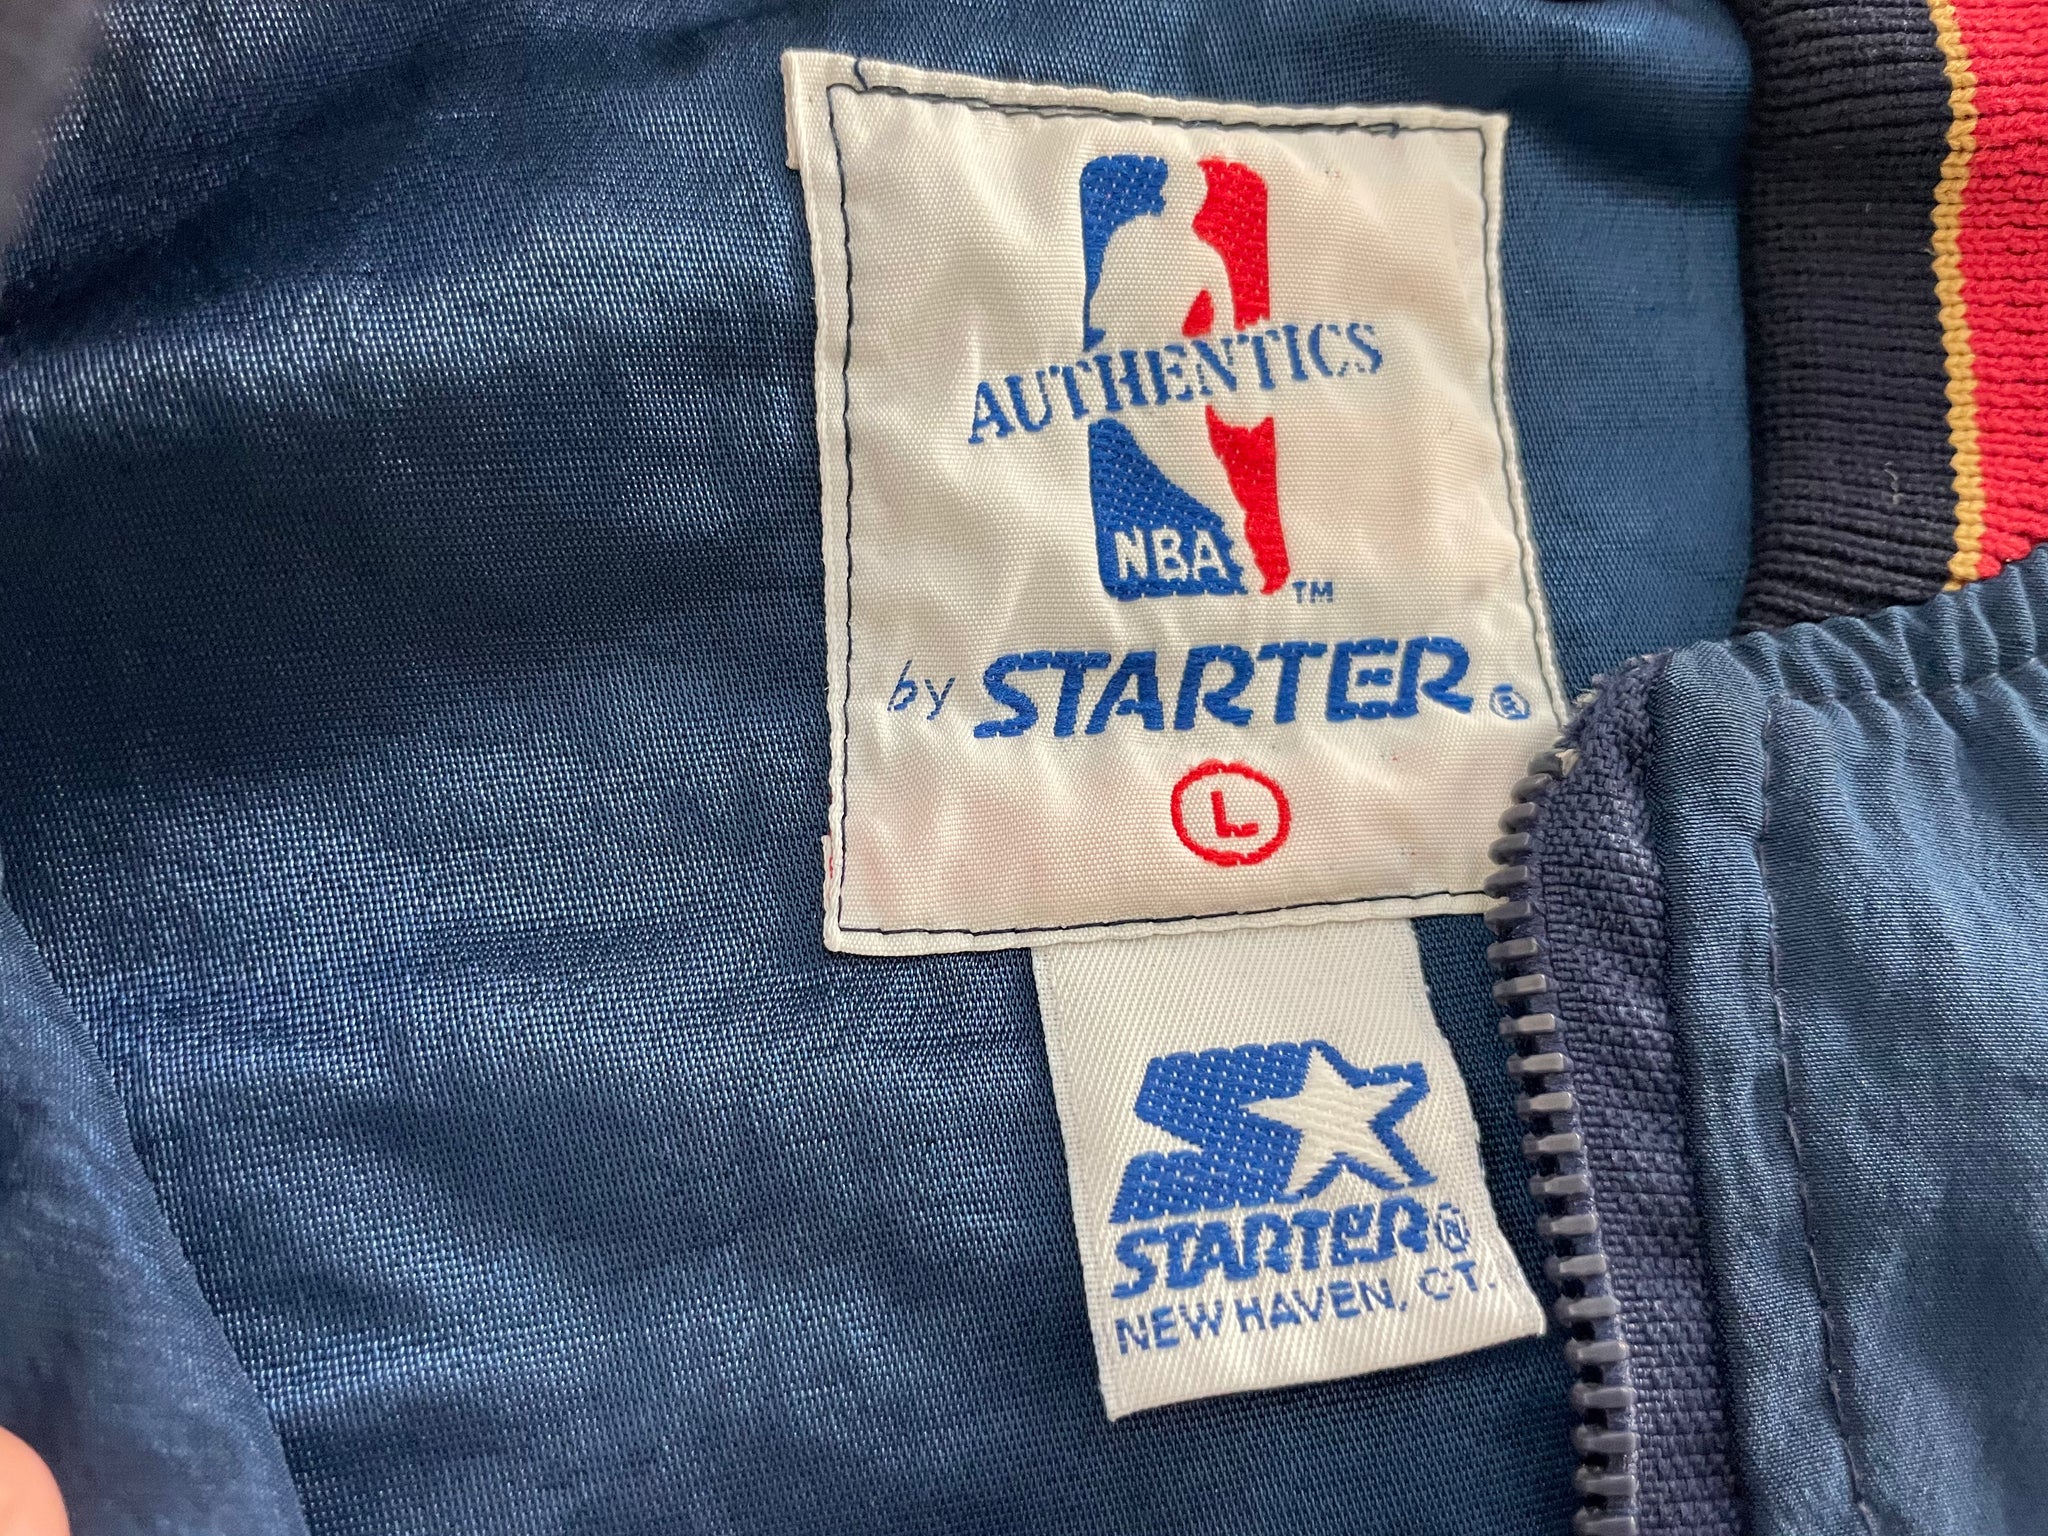 AUTHENTICS
NBA TM
by STARTER ®
L
STARTER ®
NEW HAVEN, CT.